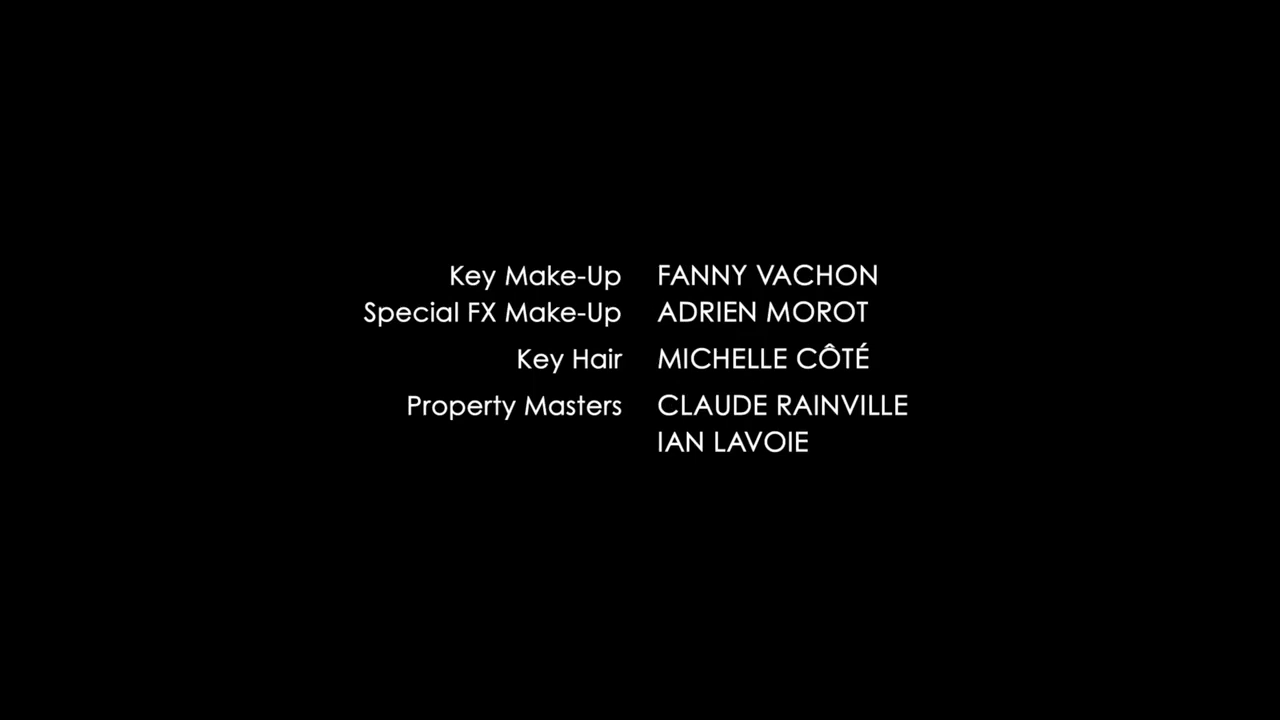 Key Make-Up FANNY VACHON
Special FX Make-Up ADRIEN MOROT
Key Hair MICHELLE CÔTÉ
Property Masters CLAUDE RAINVILLE
IAN LAVOIE